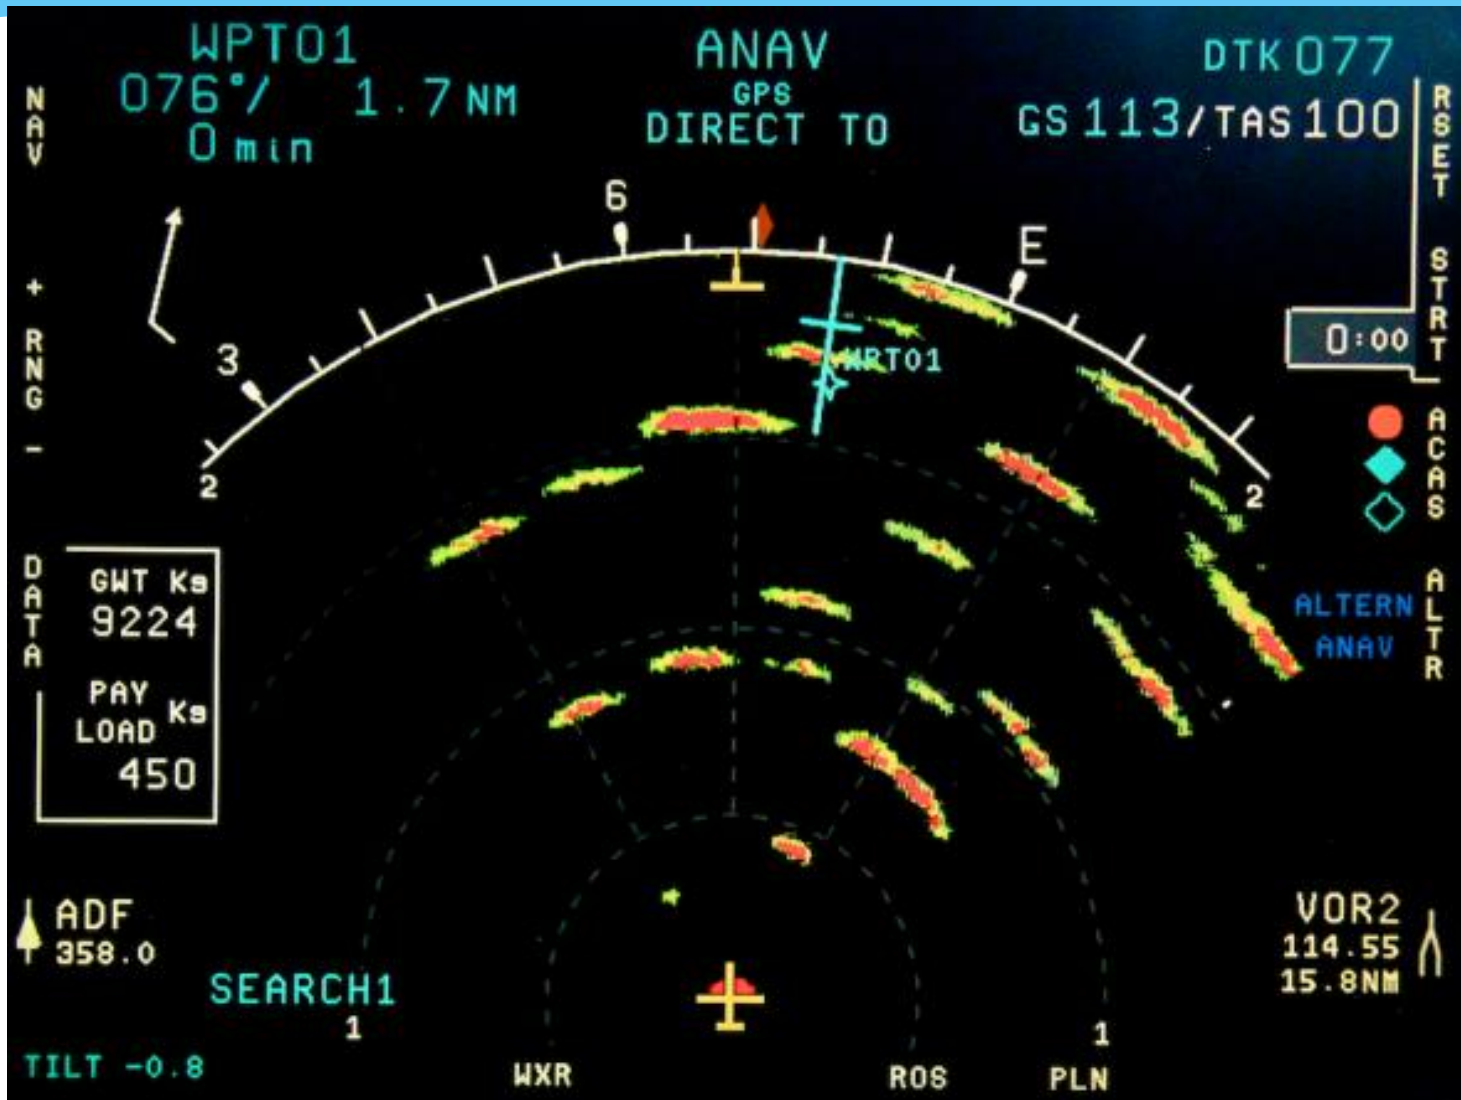 WPT01
076°/ 1.7 NM
0 min
ANAV
GPS
DIRECT TO
DTK 077
GS 113/TAS 100
NAV
+ RNG -
DATA
RSET STRT
0:00
ACAS
ALTR
3
6
E
2
2
WPT01
GWT Kg
9224
PAY
LOAD Kg
450
ALTERN
ANAV
ADF
358.0
VOR2
114.55
15.8NM
SEARCH1
1
1
TILT -0.8
WXR
ROS
PLN